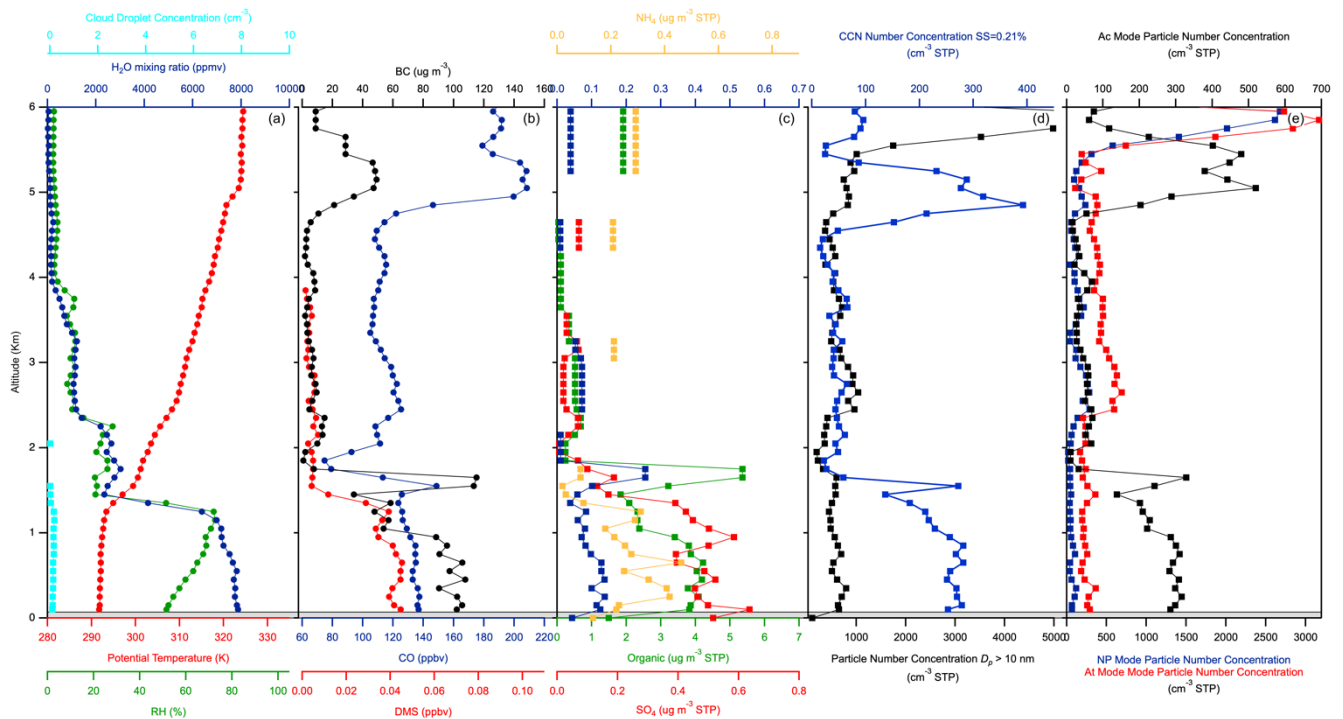 Cloud Droplet Concentration (cm⁻³)
0 2 4 6 8
H₂O mixing ratio (ppmv)
0 2000 4000 6000 8000 10000
BC (ug m⁻³)
0 20 40 60 80 100 120 140 160
NH₄ (ug m⁻³ STP)
0.0 0.2 0.4 0.6 0.8 1.0
0.0 0.1 0.2 0.3 0.4 0.5 0.6 0.7
CCN Number Concentration SS=0.21%
(cm⁻³ STP)
0 100 200 300 400
Ac Mode Particle Number Concentration
(cm⁻³ STP)
0 100 200 300 400 500 600 700
(a)
(b)
(c)
(d)
(e)
Altitude (Km)
6
5
4
3
2
1
0
280 290 300 310 320 330
Potential Temperature (K)
0 20 40 60 80 100
RH (%)
60 80 100 120 140 160 180 200 220
CO (ppbv)
0.00 0.02 0.04 0.06 0.08 0.10
DMS (ppbv)
0 1 2 3 4 5 6 7
Organic (ug m⁻³ STP)
0.0 0.1 0.2 0.3 0.4 0.5 0.6 0.7 0.8
SO₄ (ug m⁻³ STP)
1000 2000 3000 4000
Particle Number Concentration Dₚ > 10 nm
(cm⁻³ STP)
0 500 1000 1500 2000 2500 3000
NP Mode Particle Number Concentration
At Mode Mode Particle Number Concentration
(cm⁻³ STP)